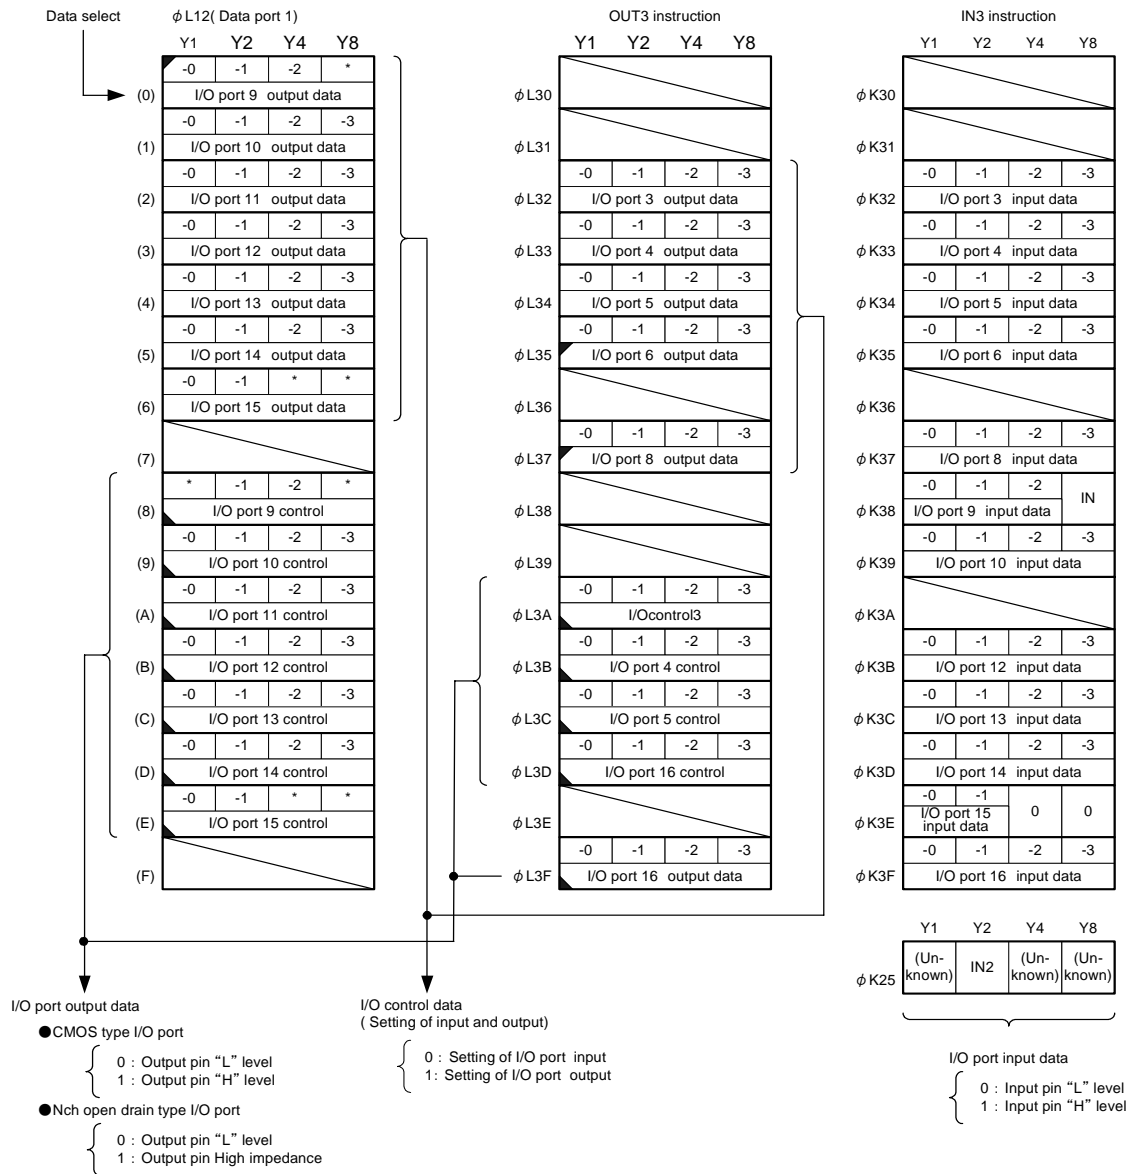 Data select
φL12( Data port 1)
Y1 Y2 Y4 Y8
-0 -1 -2 *
(0) I/O port 9 output data
-0 -1 -2 -3
(1) I/O port 10 output data
-0 -1 -2 -3
(2) I/O port 11 output data
-0 -1 -2 -3
(3) I/O port 12 output data
-0 -1 -2 -3
(4) I/O port 13 output data
-0 -1 -2 -3
(5) I/O port 14 output data
-0 -1 * *
(6) I/O port 15 output data
(7)
* -1 -2 *
(8) I/O port 9 control
-0 -1 -2 -3
(9) I/O port 10 control
-0 -1 -2 -3
(A) I/O port 11 control
-0 -1 -2 -3
(B) I/O port 12 control
-0 -1 -2 -3
(C) I/O port 13 control
-0 -1 -2 -3
(D) I/O port 14 control
-0 -1 * *
(E) I/O port 15 control
(F)
OUT3 instruction
Y1 Y2 Y4 Y8
φL30
φL31
-0 -1 -2 -3
φL32 I/O port 3 output data
-0 -1 -2 -3
φL33 I/O port 4 output data
-0 -1 -2 -3
φL34 I/O port 5 output data
-0 -1 -2 -3
φL35 I/O port 6 output data
φL36
-0 -1 -2 -3
φL37 I/O port 8 output data
φL38
φL39
-0 -1 -2 -3
φL3A I/Ocontrol3
-0 -1 -2 -3
φL3B I/O port 4 control
-0 -1 -2 -3
φL3C I/O port 5 control
-0 -1 -2 -3
φL3D I/O port 16 control
φL3E
-0 -1 -2 -3
φL3F I/O port 16 output data
IN3 instruction
Y1 Y2 Y4 Y8
φK30
φK31
-0 -1 -2 -3
φK32 I/O port 3 input data
-0 -1 -2 -3
φK33 I/O port 4 input data
-0 -1 -2 -3
φK34 I/O port 5 input data
-0 -1 -2 -3
φK35 I/O port 6 input data
φK36
-0 -1 -2 -3
φK37 I/O port 8 input data
-0 -1 -2 IN
φK38 I/O port 9 input data
-0 -1 -2 -3
φK39 I/O port 10 input data
φK3A
-0 -1 -2 -3
φK3B I/O port 12 input data
-0 -1 -2 -3
φK3C I/O port 13 input data
-0 -1 -2 -3
φK3D I/O port 14 input data
-0 -1 0 0
φK3E I/O port 15
input data
-0 -1 -2 -3
φK3F I/O port 16 input data
Y1 Y2 Y4 Y8
φK25 (Un-
known) IN2 (Un-
known) (Un-
known)
I/O port output data
●CMOS type I/O port
0 : Output pin “L” level
1 : Output pin “H” level
●Nch open drain type I/O port
0 : Output pin “L” level
1 : Output pin High impedance
I/O control data
( Setting of input and output)
0 : Setting of I/O port input
1: Setting of I/O port output
I/O port input data
0 : Input pin “L” level
1 : Input pin “H” level